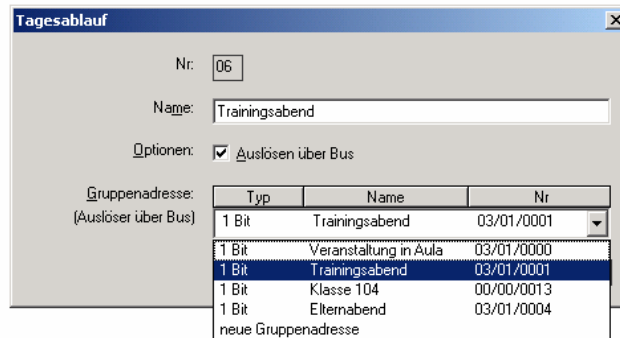 Tagesablauf
Nr: 06
Name: Trainingsabend
Optionen: Auslösen über Bus
Gruppenadresse:
(Auslöser über Bus)
Typ Name Nr
1 Bit Trainingsabend 03/01/0001
1 Bit Veranstaltung in Aula 03/01/0000
1 Bit Trainingsabend 03/01/0001
1 Bit Klasse 104 00/00/0013
1 Bit Elternabend 03/01/0004
neue Gruppenadresse